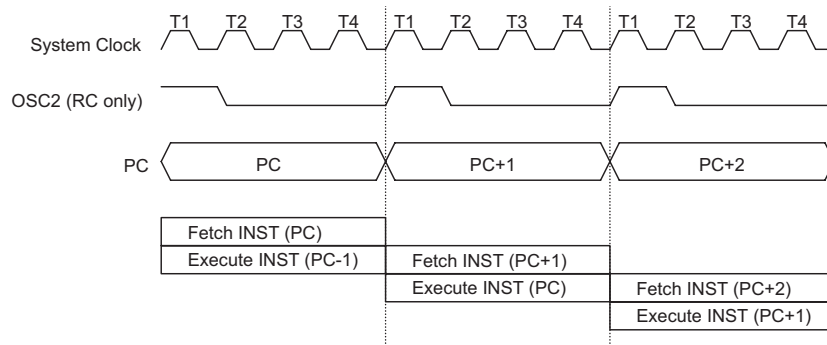 T1 T2 T3 T4 T1 T2 T3 T4 T1 T2 T3 T4
System Clock
OSC2 (RC only)
PC PC PC+1 PC+2
Fetch INST (PC)
Execute INST (PC-1) Fetch INST (PC+1)
Execute INST (PC) Fetch INST (PC+2)
Execute INST (PC+1)